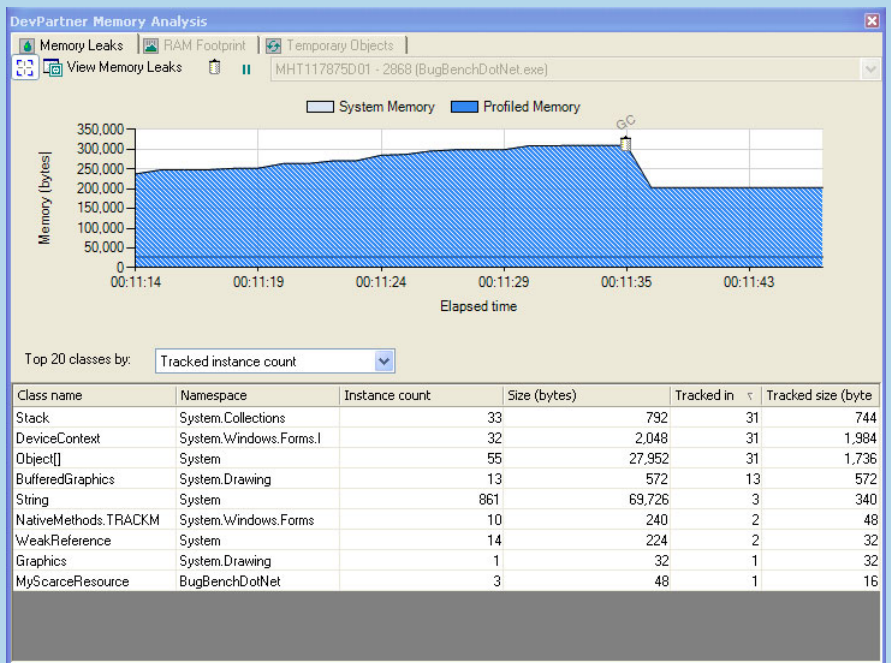 DevPartner Memory Analysis
Memory Leaks RAM Footprint Temporary Objects
View Memory Leaks MHT117875D01 - 2868 (BugBenchDotNet.exe)
System Memory Profiled Memory
GC
350,000
300,000
250,000
200,000
150,000
100,000
50,000
0
Memory (bytes)
00:11:14 00:11:19 00:11:24 00:11:29 00:11:35 00:11:43
Elapsed time
Top 20 classes by: Tracked instance count
Class name Namespace Instance count Size (bytes) Tracked in Tracked size (byte
Stack System.Collections 33 792 31 744
DeviceContext System.Windows.Forms.I 32 2,048 31 1,984
Object[] System 55 27,952 31 1,736
BufferedGraphics System.Drawing 13 572 13 572
String System 861 69,726 3 340
NativeMethods.TRACKM System.Windows.Forms 10 240 2 48
WeakReference System 14 224 2 32
Graphics System.Drawing 1 32 1 32
MyScarceResource BugBenchDotNet 3 48 1 16